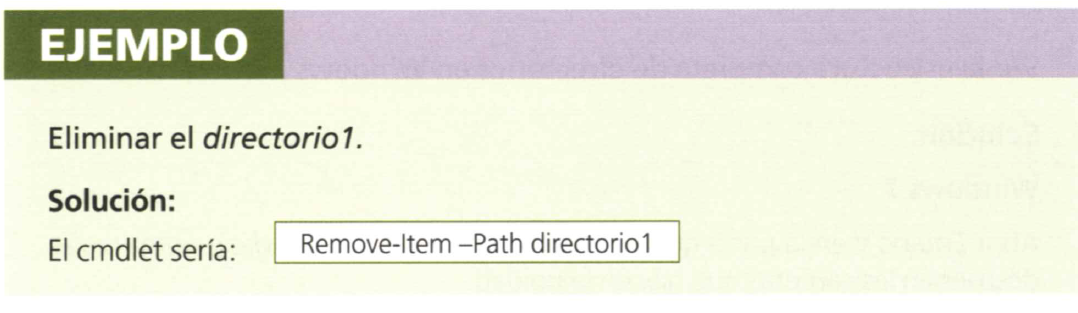 EJEMPLO
Eliminar el directorio1.
Solución:
El cmdlet sería: Remove-Item –Path directorio1